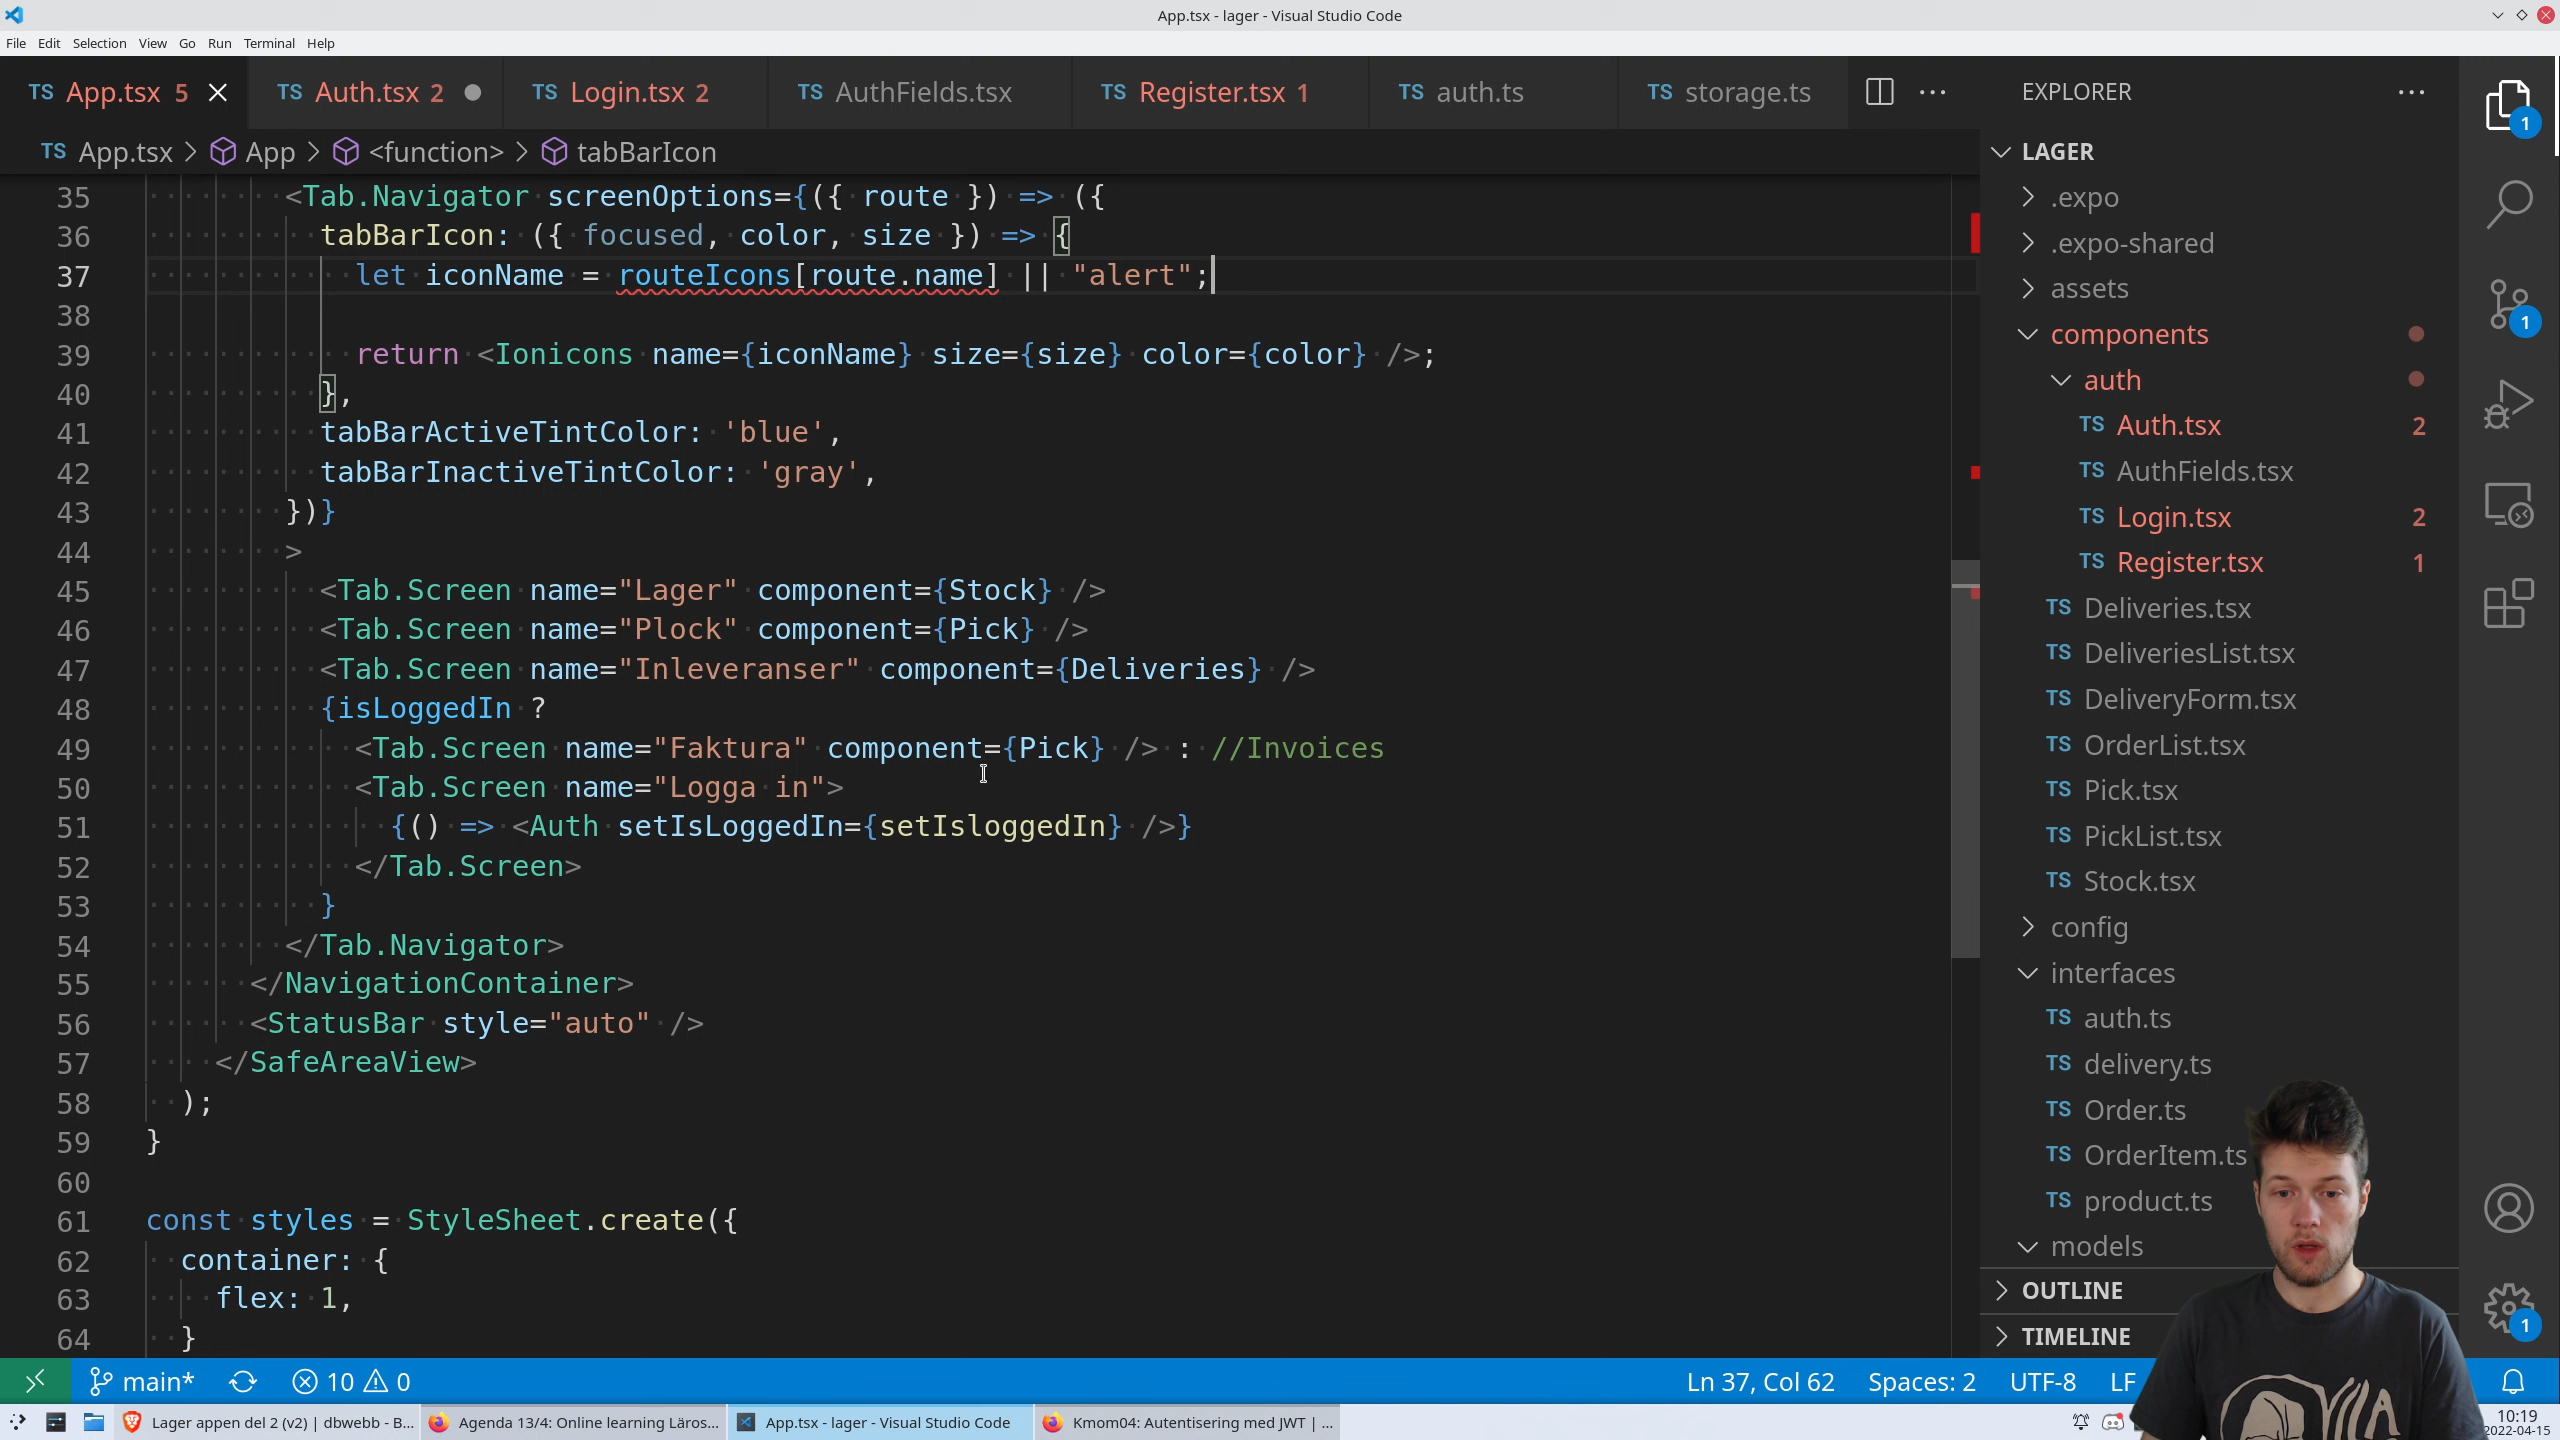 App.tsx - lager - Visual Studio Code
File Edit Selection View Go Run Terminal Help
TS App.tsx 5 TS Auth.tsx 2 TS Login.tsx 2 TS AuthFields.tsx TS Register.tsx 1 TS auth.ts TS storage.ts
TS App.tsx > App > <function> > tabBarIcon
35 <Tab.Navigator screenOptions={({ route }) => ({
36 tabBarIcon: ({ focused, color, size }) => {
37 let iconName = routeIcons[route.name] || "alert";
38
39 return <Ionicons name={iconName} size={size} color={color} />;
40 },
41 tabBarActiveTintColor: 'blue',
42 tabBarInactiveTintColor: 'gray',
43 })}
44 >
45 <Tab.Screen name="Lager" component={Stock} />
46 <Tab.Screen name="Plock" component={Pick} />
47 <Tab.Screen name="Inleveranser" component={Deliveries} />
48 {isLoggedIn ?
49 <Tab.Screen name="Faktura" component={Pick} /> : //Invoices
50 <Tab.Screen name="Logga in">
51 {() => <Auth setIsLoggedIn={setIsloggedIn} />}
52 </Tab.Screen>
53 }
54 </Tab.Navigator>
55 </NavigationContainer>
56 <StatusBar style="auto" />
57 </SafeAreaView>
58 );
59 }
60
61 const styles = StyleSheet.create({
62 container: {
63 flex: 1,
64 }
EXPLORER
LAGER
.expo
.expo-shared
assets
components
auth
TS Auth.tsx 2
TS AuthFields.tsx
TS Login.tsx 2
TS Register.tsx 1
TS Deliveries.tsx
TS DeliveriesList.tsx
TS DeliveryForm.tsx
TS OrderList.tsx
TS Pick.tsx
TS PickList.tsx
TS Stock.tsx
config
interfaces
TS auth.ts
TS delivery.ts
TS Order.ts
TS OrderItem.ts
TS product.ts
models
OUTLINE
TIMELINE
1
1
1
main* 10 0 Ln 37, Col 62 Spaces: 2 UTF-8 LF
Lager appen del 2 (v2) | dbwebb - B... Agenda 13/4: Online learning Läros... App.tsx - lager - Visual Studio Code Kmom04: Autentisering med JWT | ...
10:19
2022-04-15